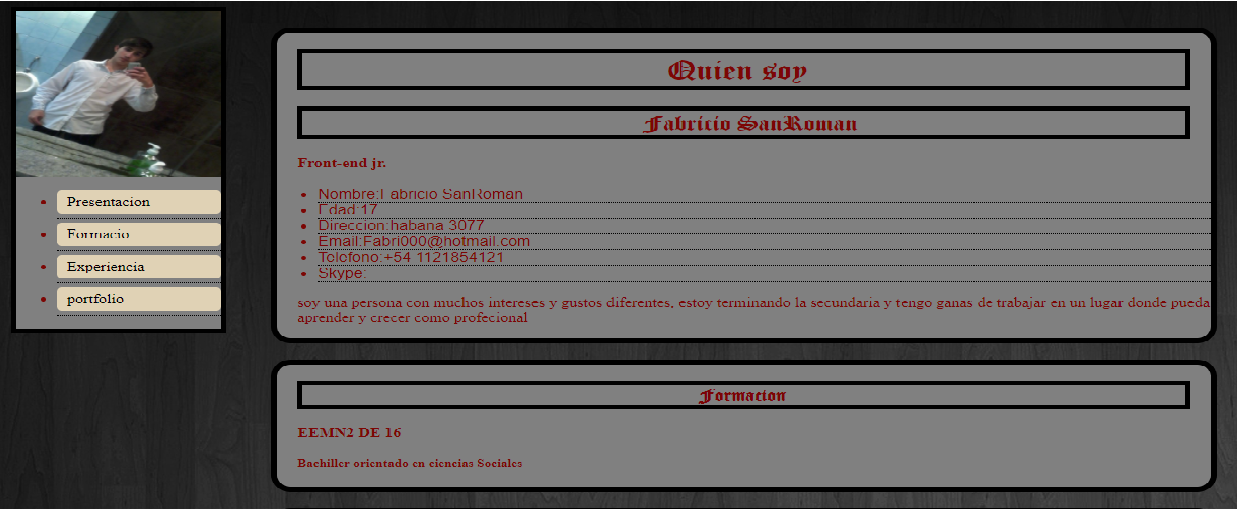 Presentacion
Formacio
Experiencia
portfolio
Quien soy
Fabricio SanRoman
Front-end jr.
Nombre:Fabricio SanRoman
Edad:17
Direccion:habana 3077
Email:Fabri000@hotmail.com
Telefono:+54 1121854121
Skype:
soy una persona con muchos intereses y gustos diferentes, estoy terminando la secundaria y tengo ganas de trabajar en un lugar donde pueda
aprender y crecer como profecional
Formacion
EEMN2 DE 16
Bachiller orientado en ciencias Sociales